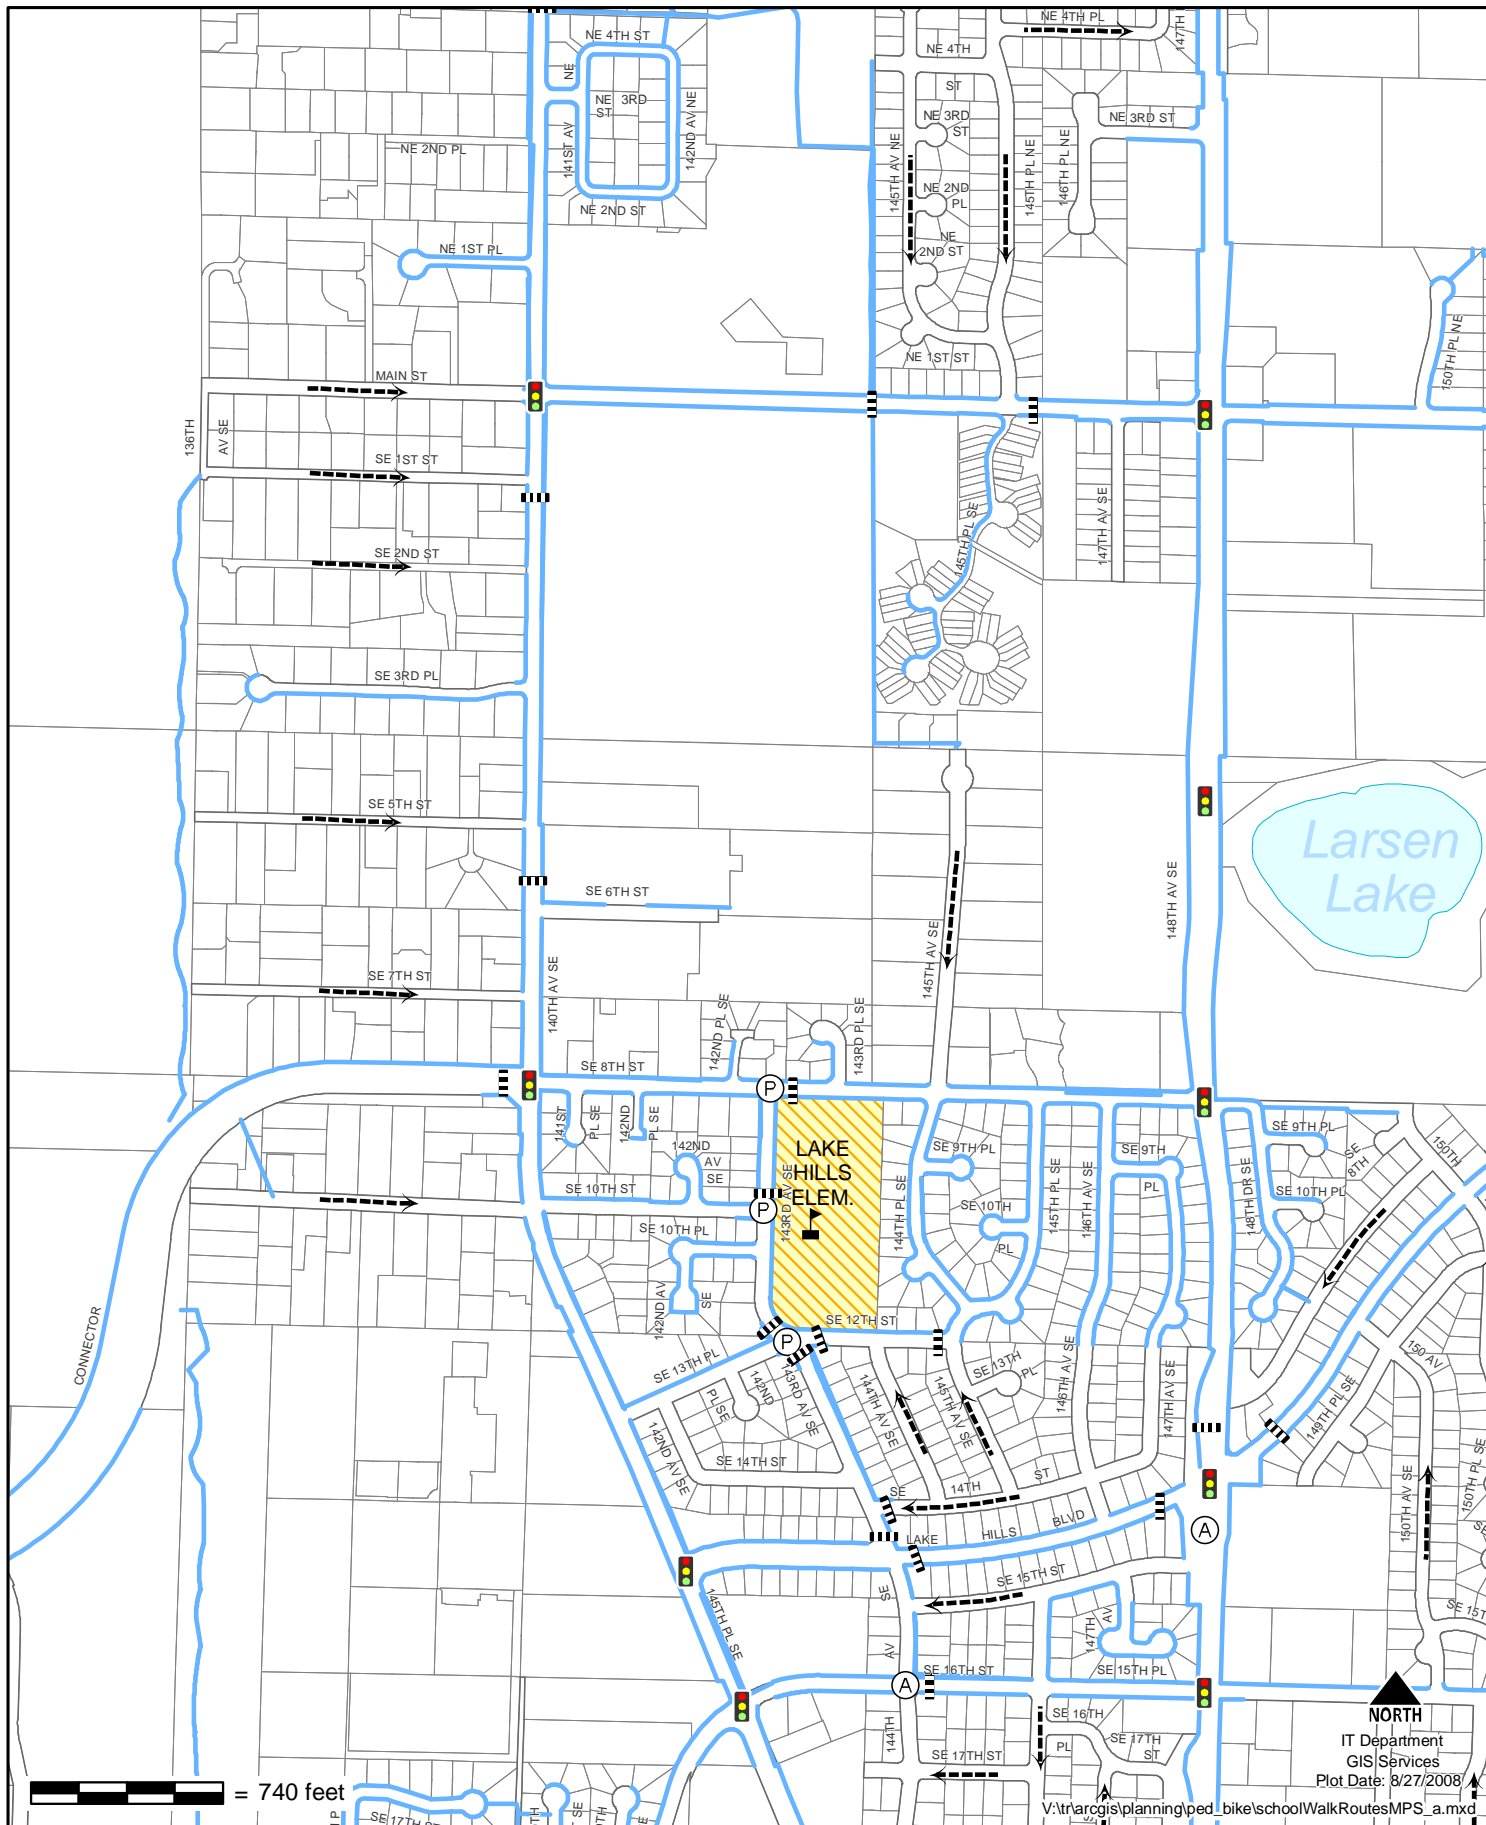 NE 4TH PL
147TH
NE 4TH ST
NE 4TH
NE
ST
NE 3RD
ST
NE 3RD
ST
NE 3RD ST
141ST AV
142ND AV NE
145TH AV NE
145TH PL NE
146TH PL NE
NE 2ND PL
NE 2ND
PL
NE 2ND ST
NE
2ND ST
NE 1ST PL
150TH PL NE
NE 1ST ST
MAIN ST
136TH
AV SE
SE 1ST ST
147TH AV SE
145TH PL SE
SE 2ND ST
SE 3RD PL
SE 5TH ST
Larsen
Lake
SE 6TH ST
148TH AV SE
145TH AV SE
SE 7TH ST
140TH AV SE
142ND PL SE
143RD PL SE
SE 8TH ST
P
141ST
PL SE
142ND
PL SE
142ND
AV
SE
LAKE
HILLS
ELEM.
143RD AV SE
SE 9TH PL
SE 9TH
PL
SE 9TH PL
SE
8TH
150TH
SE 10TH ST
P
SE 10TH
PL
144TH PL SE
145TH PL SE
146TH AV SE
148TH DR SE
SE 10TH PL
SE 10TH PL
142ND AV
SE
SE 12TH ST
P
CONNECTOR
SE 13TH PL
SE 13TH
PL
150 AV
PL SE
142ND
143RD AV SE
144TH AV SE
145TH AV SE
146TH AV SE
147TH AV SE
149TH PL SE
142ND AV SE
SE 14TH ST
SE
14TH
ST
150TH AV SE
150TH PL SE
LAKE
HILLS
BLVD
A
SE
SE 15TH ST
SE
AV
145TH PL SE
147TH
AV
SE 15T
SE 16TH ST
SE 15TH PL
A
144TH
SE 16TH
PL
SE 17TH
ST
SE 17TH ST
NORTH
IT Department
GIS Services
Plot Date: 8/27/2008
= 740 feet
V:\tr\arcgis\planning\ped_bike\schoolWalkRoutesMPS_a.mxd
SE 17TH CT
TH
SE
TH
SE